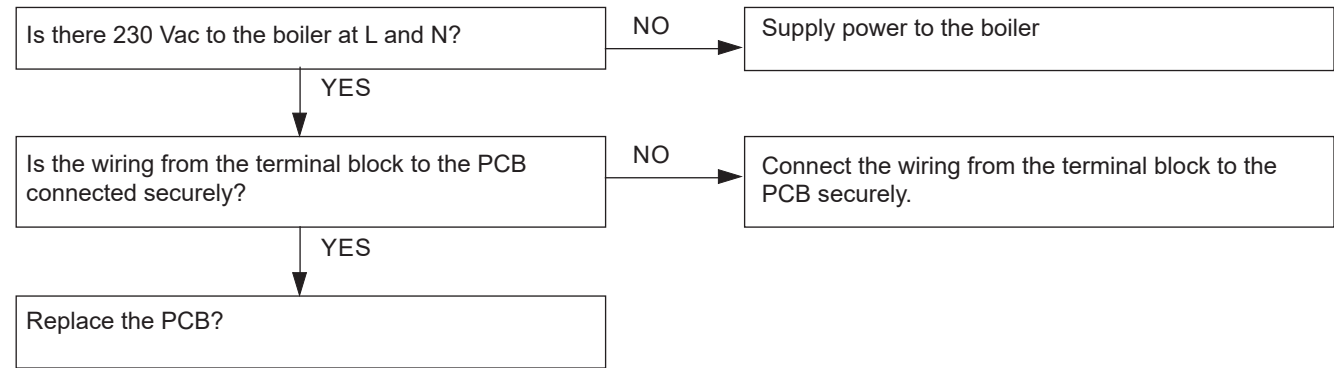 Is there 230 Vac to the boiler at L and N?
NO
Supply power to the boiler
YES
Is the wiring from the terminal block to the PCB
connected securely?
NO
Connect the wiring from the terminal block to the
PCB securely.
YES
Replace the PCB?